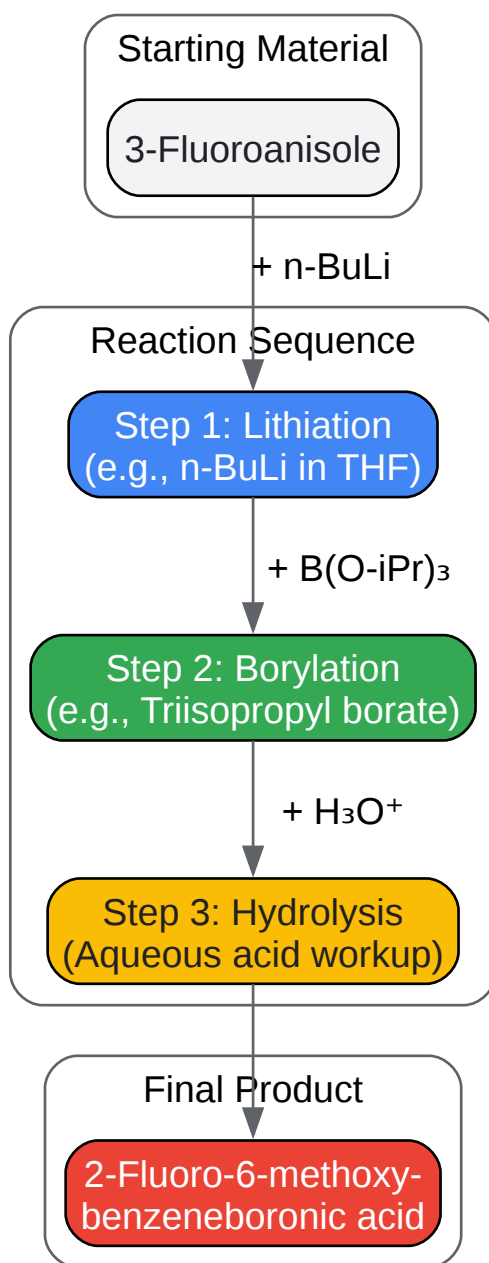 Starting Material
3-Fluoroanisole
+ n-BuLi
Reaction Sequence
Step 1: Lithiation
(e.g., n-BuLi in THF)
+ B(O-iPr)₃
Step 2: Borylation
(e.g., Triisopropyl borate)
+ H₃O⁺
Step 3: Hydrolysis
(Aqueous acid workup)
Final Product
2-Fluoro-6-methoxy-
benzeneboronic acid